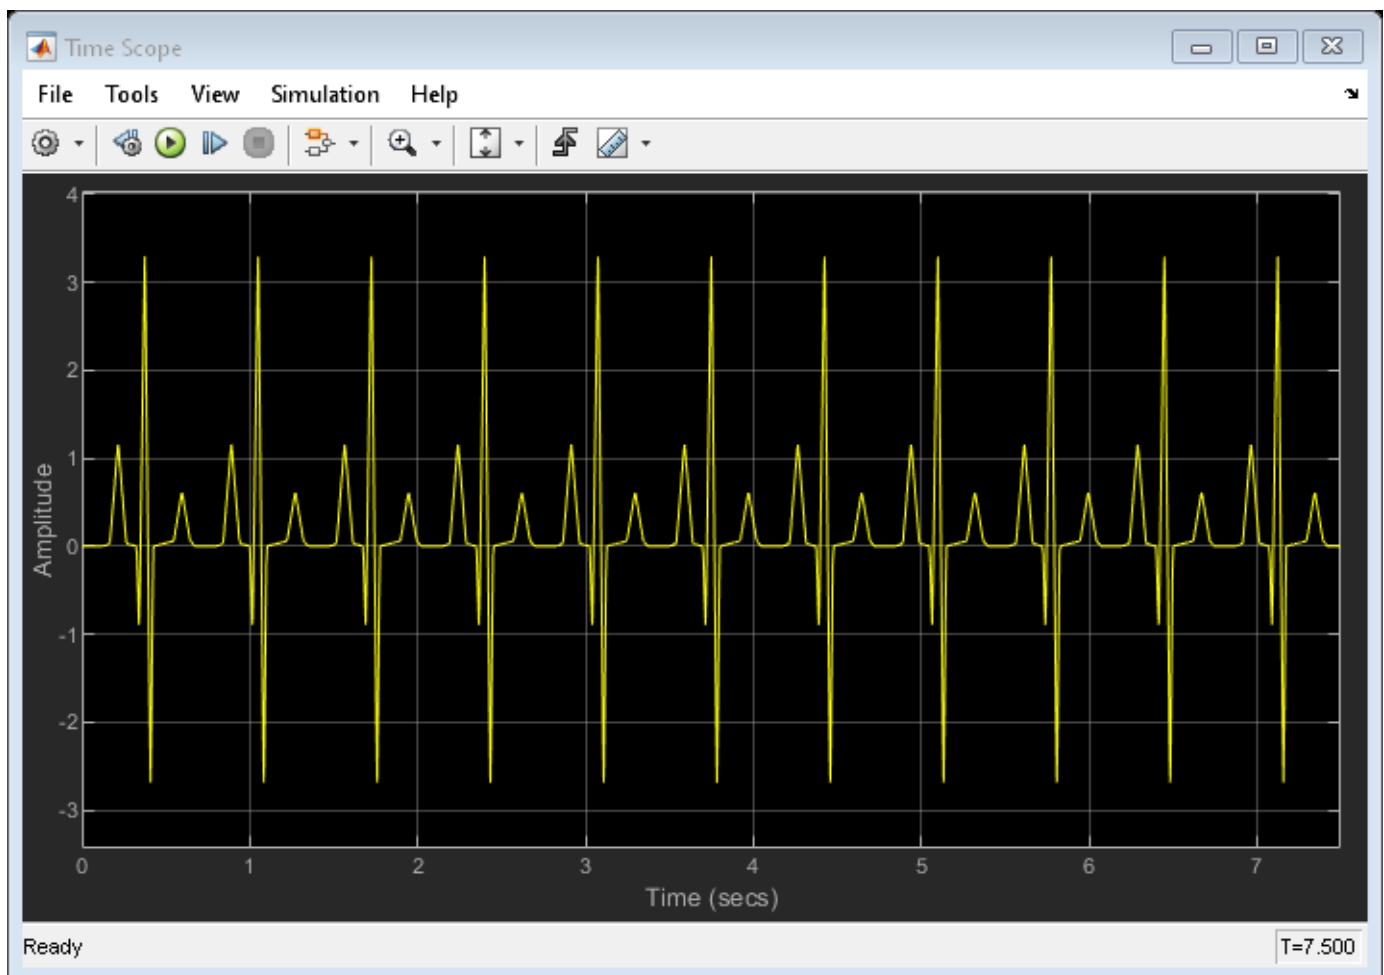 Time Scope
File Tools View Simulation Help
4
3
2
1
0
-1
-2
-3
Amplitude
0 1 2 3 4 5 6 7
Time (secs)
Ready T=7.500